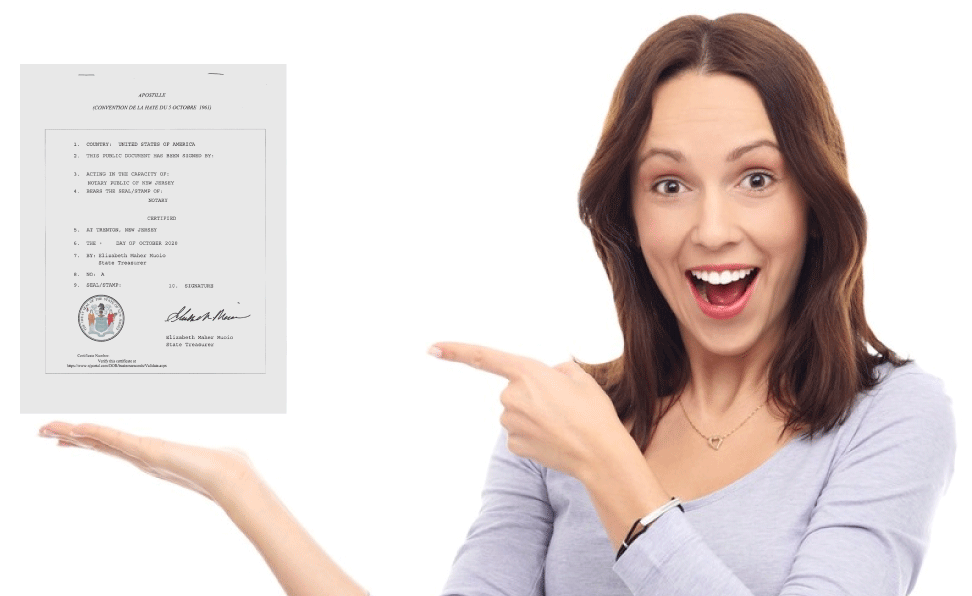 APOSTILLE
(CONVENTION DE LA HAYE DU 5 OCTOBRE 1961)
1. COUNTRY: UNITED STATES OF AMERICA
2. THIS PUBLIC DOCUMENT HAS BEEN SIGNED BY:
3. ACTING IN THE CAPACITY OF:
NOTARY PUBLIC OF NEW JERSEY
4. BEARS THE SEAL/STAMP OF:
NOTARY
CERTIFIED
5. AT TRENTON, NEW JERSEY
6. THE - DAY OF OCTOBER 2020
7. BY: Elizabeth Maher Muoio
State Treasurer
8. NO: A
9. SEAL/STAMP:
10. SIGNATURE
Elizabeth Maher Muoio
State Treasurer
Certificate Number:
Verify this certificate at